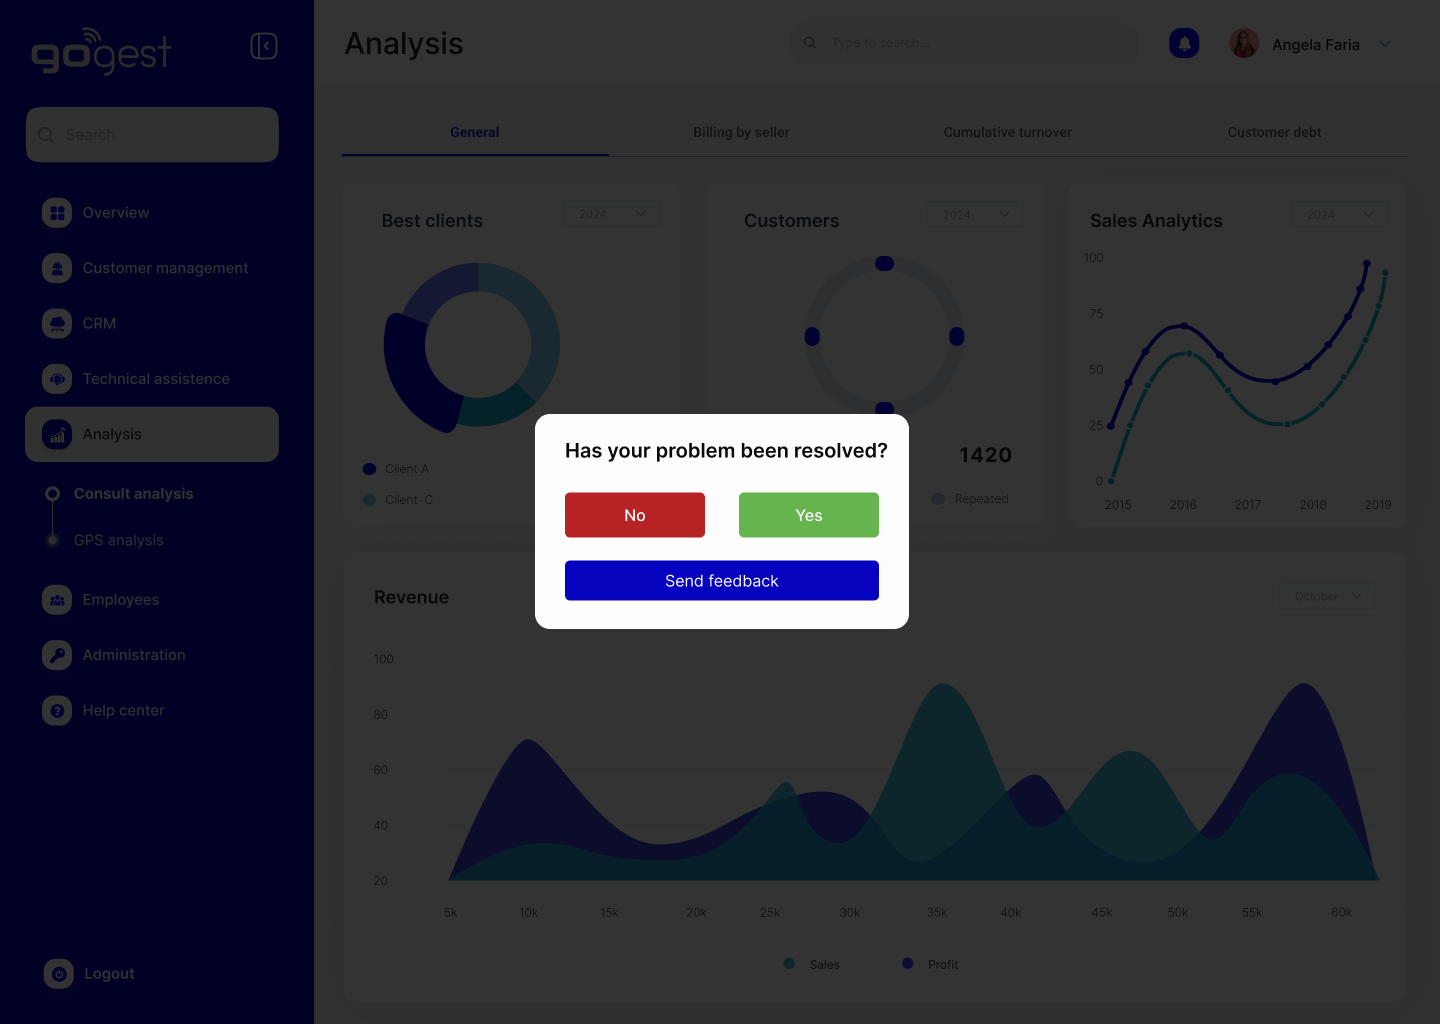 gogest
Search
Overview
Customer management
CRM
Technical assistence
Analysis
Consult analysis
GPS analysis
Employees
Administration
Help center
Logout
Analysis
Type to search...
Angela Faria
General
Billing by seller
Cumulative turnover
Customer debt
Best clients
2024
Client A
Client C
Customers
2024
1420
Repeated
Sales Analytics
2024
100
75
50
25
0
2015 2016 2017 2018 2019
Has your problem been resolved?
No
Yes
Send feedback
Revenue
October
100
80
60
40
20
5k 10k 15k 20k 25k 30k 35k 40k 45k 50k 55k 60k
Sales
Profit